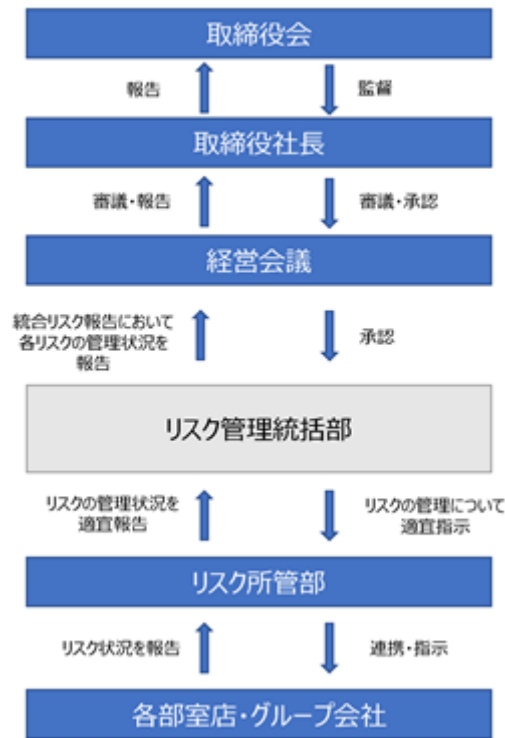 取締役会
報告
監督
取締役社長
審議・報告
審議・承認
経営会議
統合リスク報告において
各リスクの管理状況を
報告
承認
リスク管理統括部
リスクの管理状況を
適宜報告
リスクの管理について
適宜指示
リスク所管部
リスク状況を報告
連携・指示
各部室店・グループ会社